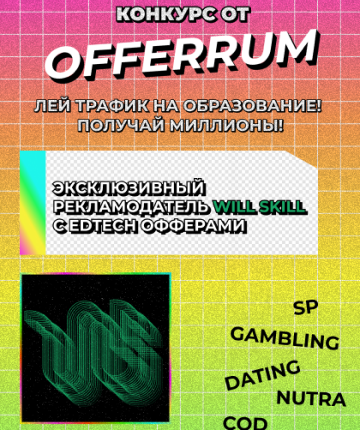 КОНКУРС ОТ
OFFERRUM
ЛЕЙ ТРАФИК НА ОБРАЗОВАНИЕ!
ПОЛУЧАЙ МИЛЛИОНЫ!
ЭКСКЛЮЗИВНЫЙ
РЕКЛАМОДАТЕЛЬ WILL SKILL
С EDTECH ОФФЕРАМИ
WS
SP
GAMBLING
DATING
NUTRA
COD